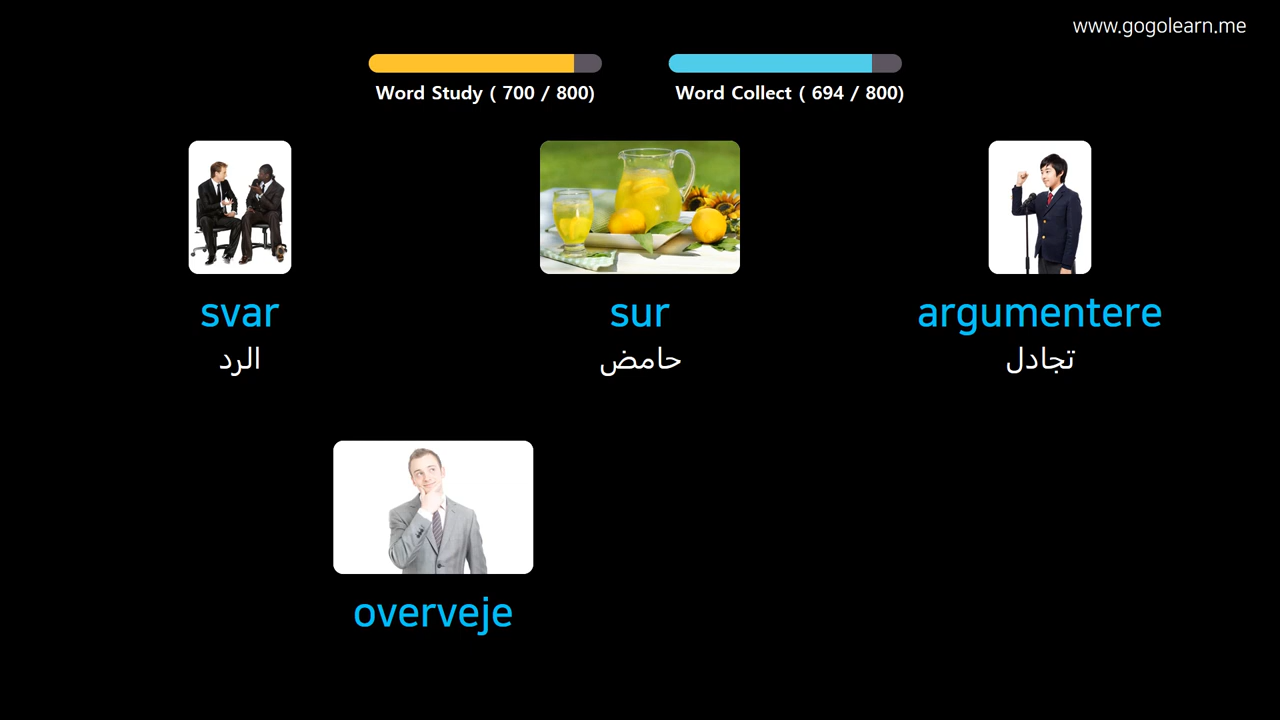 www.gogolearn.me
Word Study ( 700 / 800)
Word Collect ( 694 / 800)
svar
الرد
sur
حامض
argumentere
تجادل
overveje